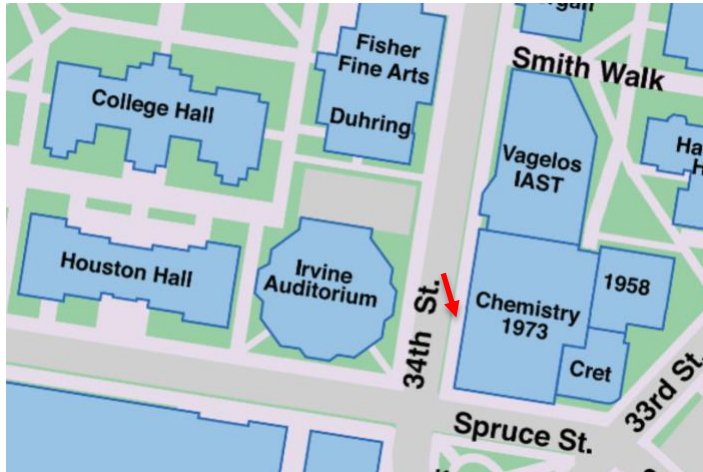 Fisher
Fine Arts
Duhring
Smith Walk
College Hall
Vagelos
IAST
Houston Hall
Irvine
Auditorium
34th St.
Chemistry
1973
1958
Cret
33rd St.
Spruce St.